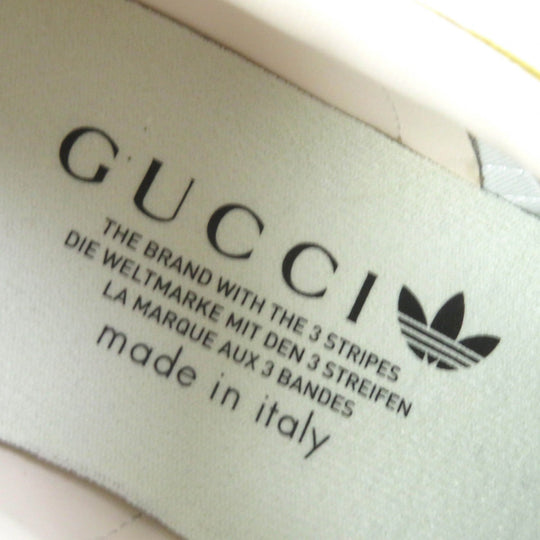 GUCCI
THE BRAND WITH THE 3 STRIPES
DIE WELTMARKE MIT DEN 3 STREIFEN
LA MARQUE AUX 3 BANDES
made in italy